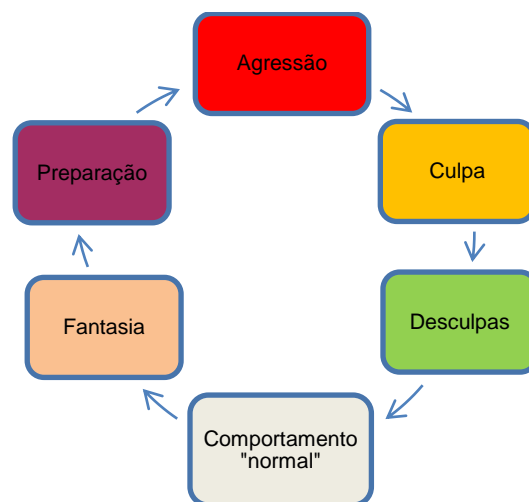 Agressão
Culpa
Desculpas
Comportamento
"normal"
Fantasia
Preparação